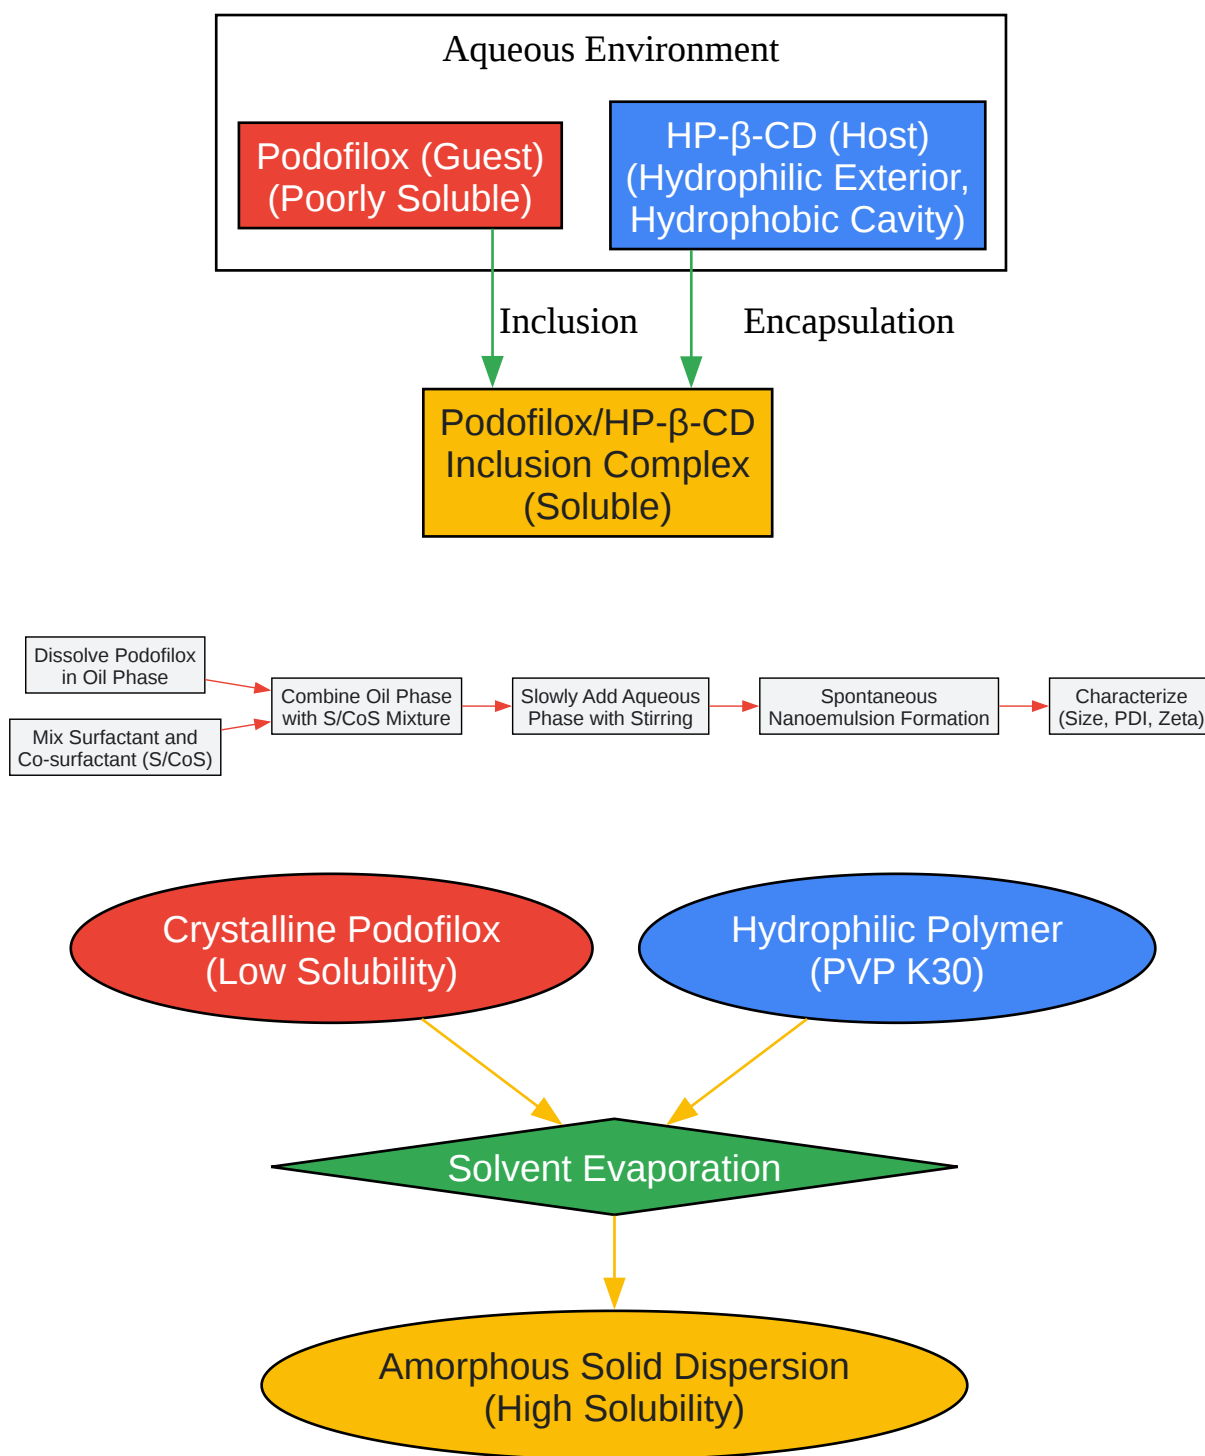 Aqueous Environment
Podofilox (Guest)
(Poorly Soluble)
HP-β-CD (Host)
(Hydrophilic Exterior,
Hydrophobic Cavity)
Inclusion
Encapsulation
Podofilox/HP-β-CD
Inclusion Complex
(Soluble)
Dissolve Podofilox
in Oil Phase
Mix Surfactant and
Co-surfactant (S/CoS)
Combine Oil Phase
with S/CoS Mixture
Slowly Add Aqueous
Phase with Stirring
Spontaneous
Nanoemulsion Formation
Characterize
(Size, PDI, Zeta)
Crystalline Podofilox
(Low Solubility)
Hydrophilic Polymer
(PVP K30)
Solvent Evaporation
Amorphous Solid Dispersion
(High Solubility)